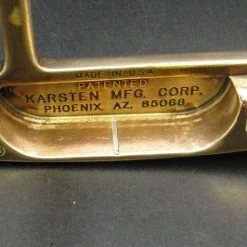 MADE IN U.S.A.
PATENTED
KARSTEN MFG. CORP.
PHOENIX, AZ. 85068